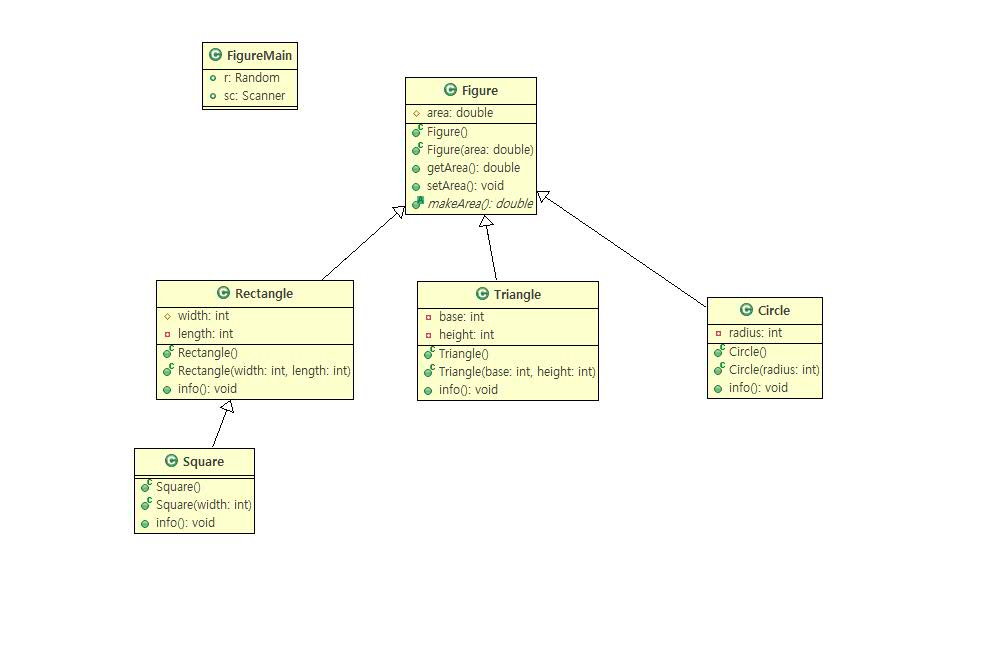 FigureMain
r: Random
sc: Scanner
Figure
area: double
Figure()
Figure(area: double)
getArea(): double
setArea(): void
makeArea(): double
Rectangle
width: int
length: int
Rectangle()
Rectangle(width: int, length: int)
info(): void
Triangle
base: int
height: int
Triangle()
Triangle(base: int, height: int)
info(): void
Circle
radius: int
Circle()
Circle(radius: int)
info(): void
Square
Square()
Square(width: int)
info(): void